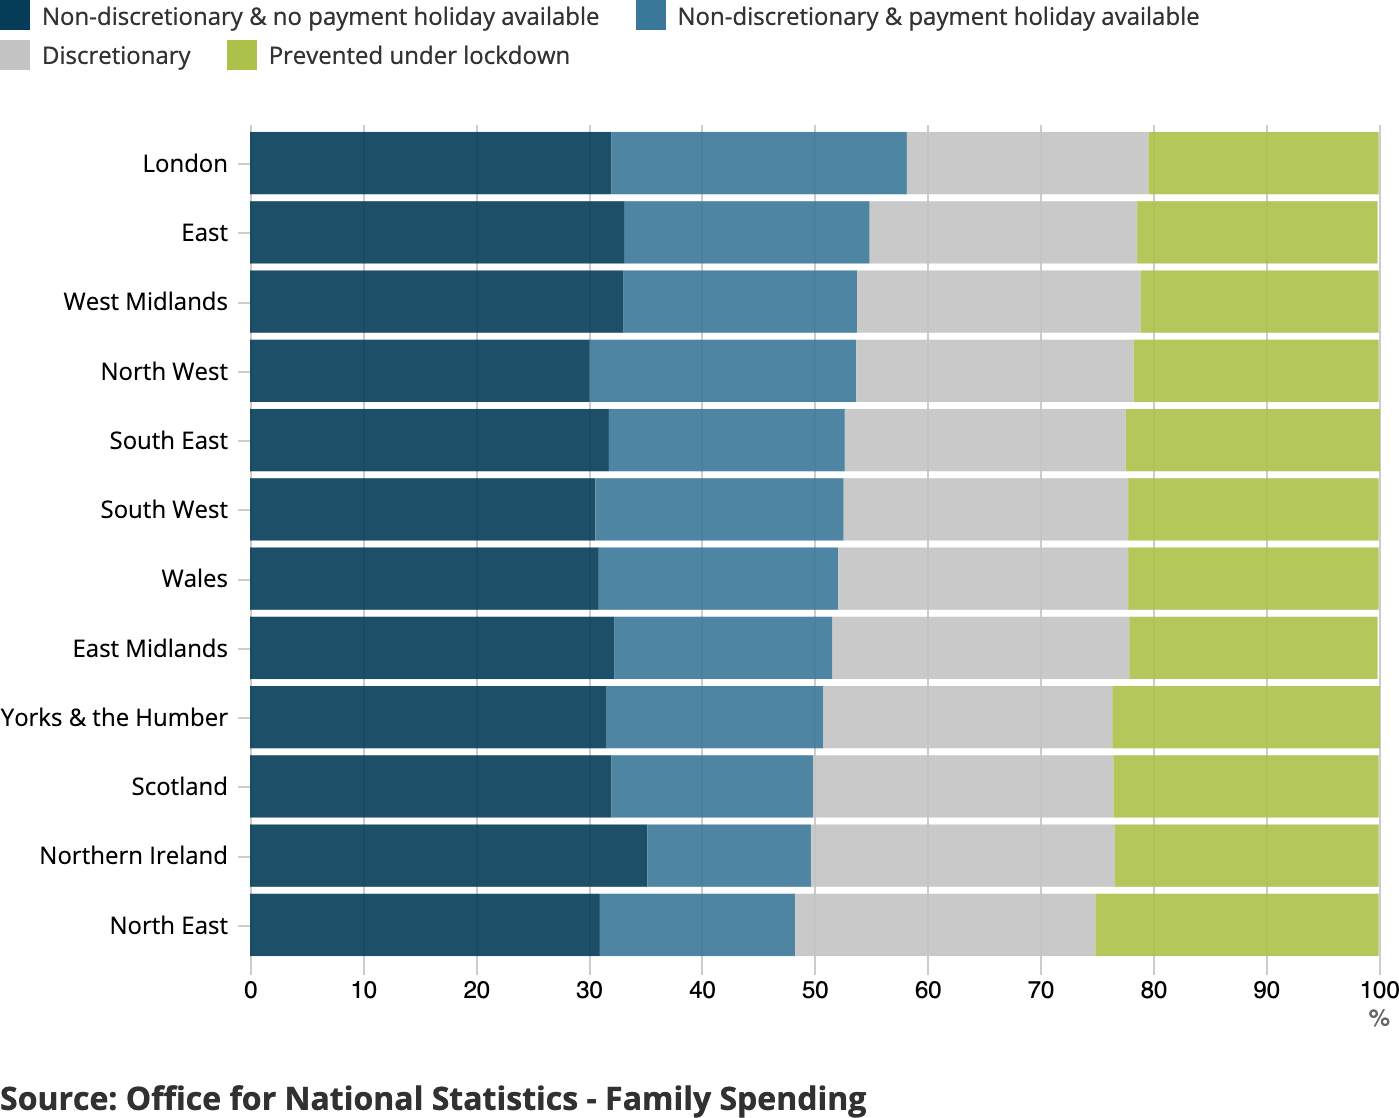 Non-discretionary & no payment holiday available
Non-discretionary & payment holiday available
Discretionary
Prevented under lockdown
London
East
West Midlands
North West
South East
South West
Wales
East Midlands
Yorks & the Humber
Scotland
Northern Ireland
North East
0 10 20 30 40 50 60 70 80 90 100
%
Source: Office for National Statistics - Family Spending